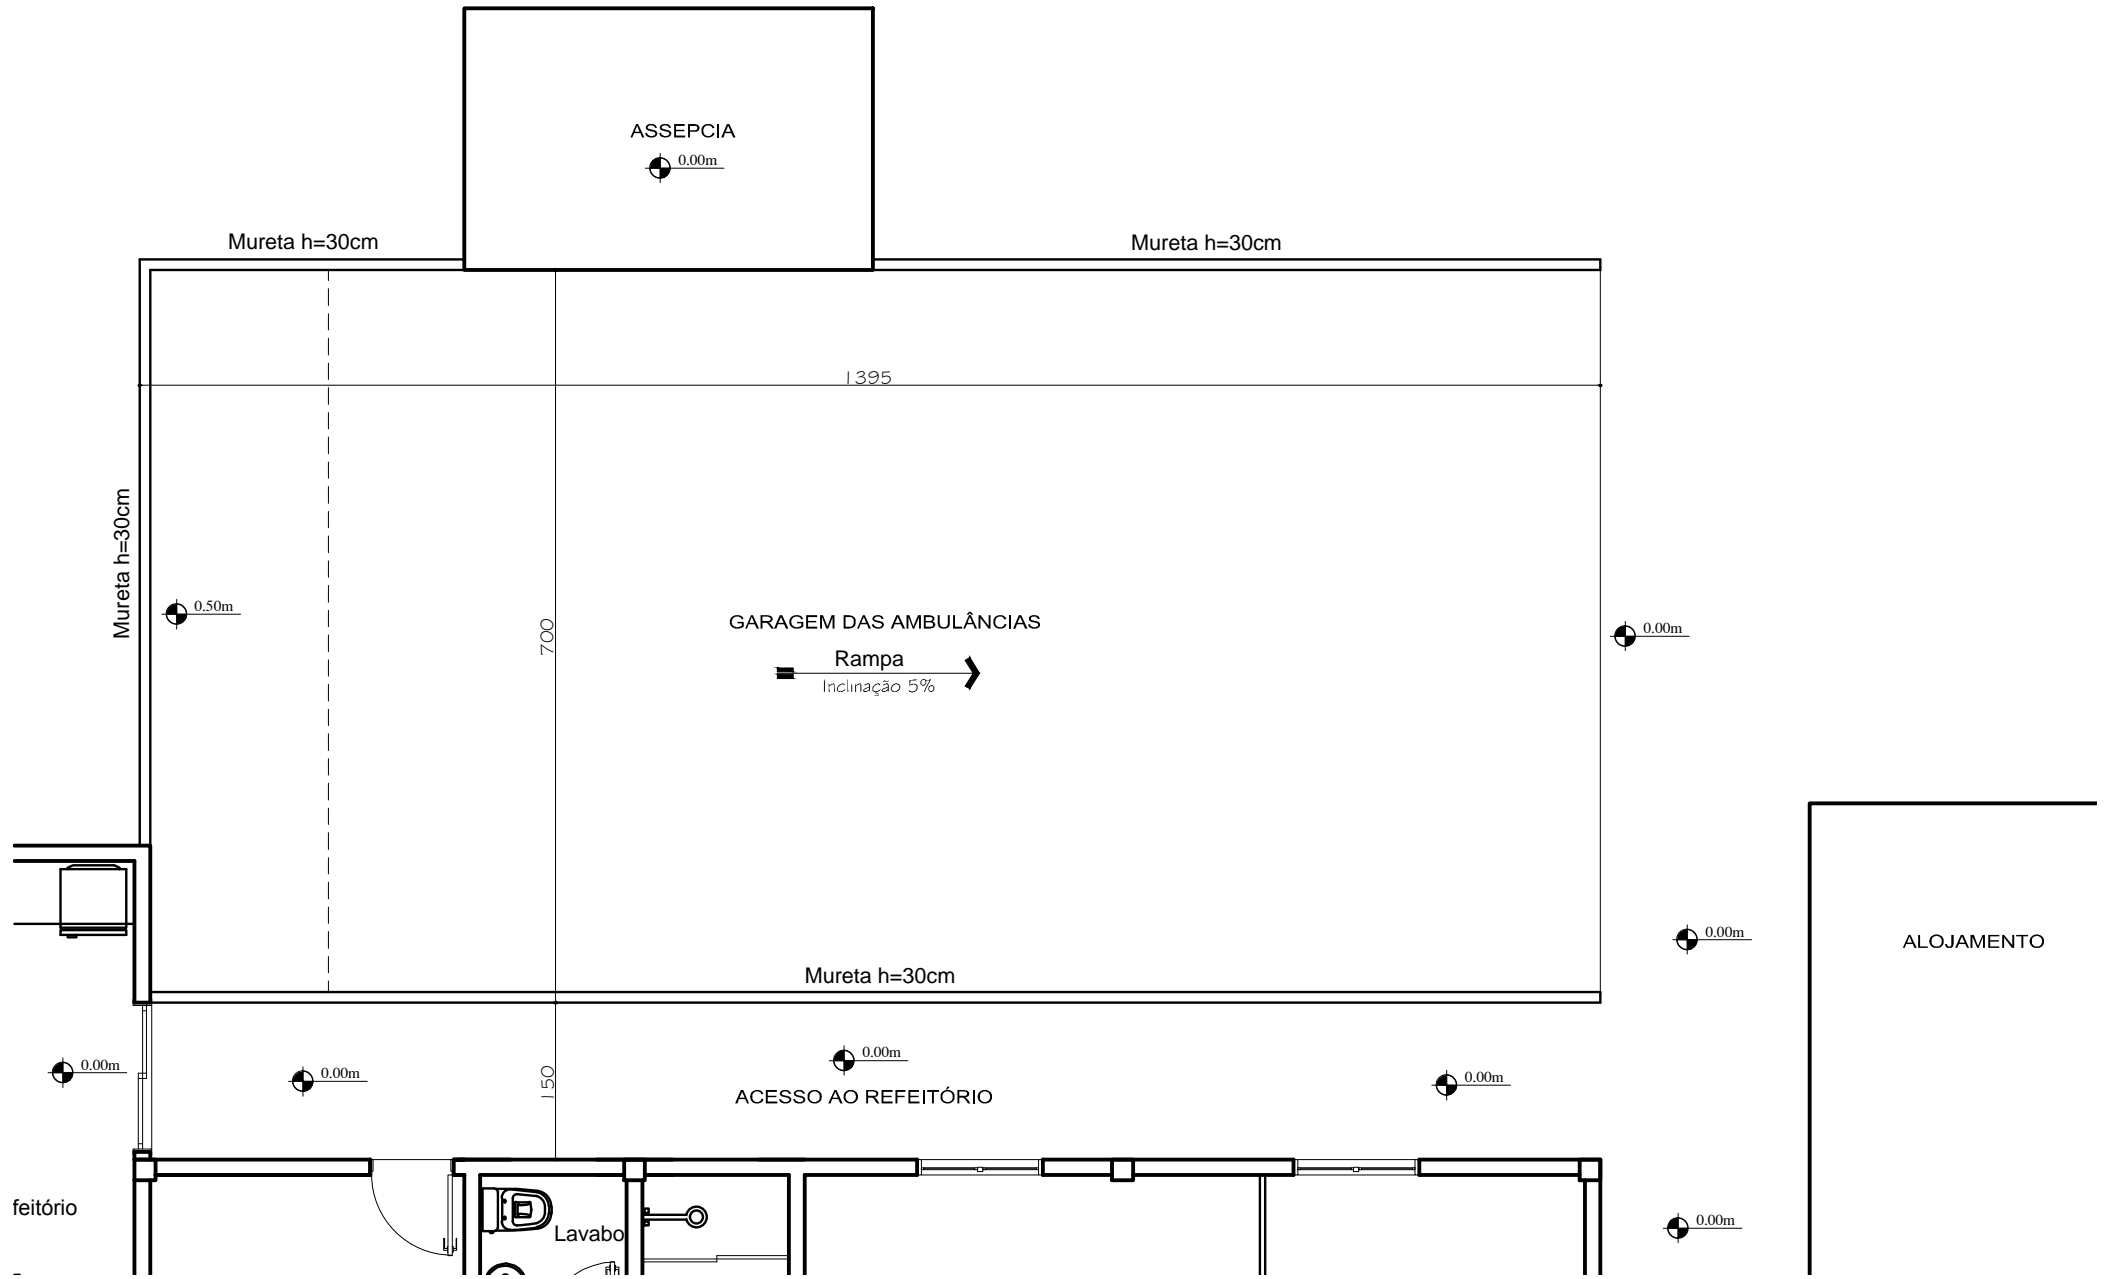 ASSEPCIA
0.00m
Mureta h=30cm
Mureta h=30cm
1395
Mureta h=30cm
0.50m
700
GARAGEM DAS AMBULÂNCIAS
Rampa
Inclinação 5%
0.00m
0.00m
ALOJAMENTO
Mureta h=30cm
0.00m
0.00m
0.00m
150
ACESSO AO REFEITÓRIO
0.00m
feitório
Lavabo
0.00m